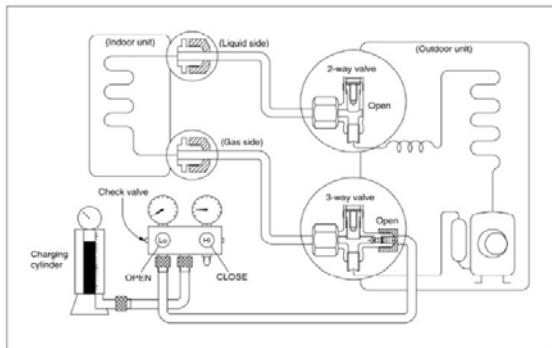 (Indoor unit)
(Liquid side)
(Outdoor unit)
2-way valve
Open
(Gas side)
3-way valve
Open
Check valve
Lo
Hi
Charging
cylinder
OPEN
CLOSE